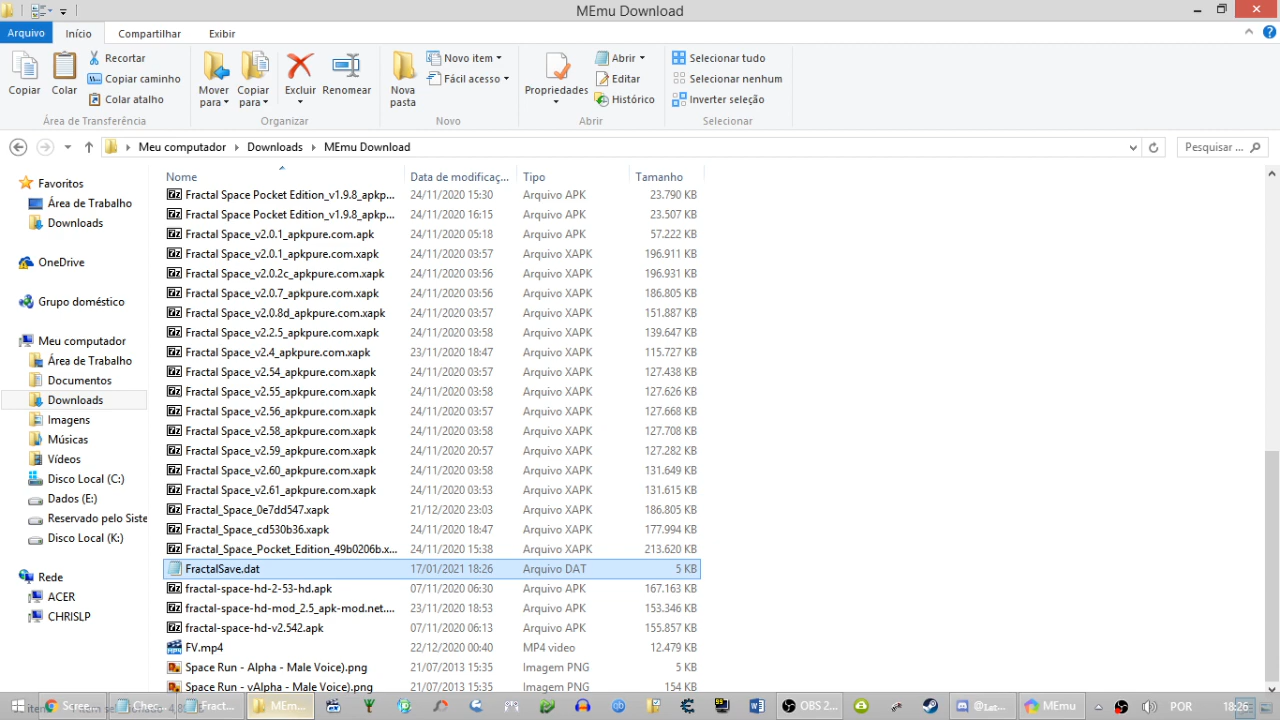 MEmu Download
Arquivo Início Compartilhar Exibir
Copiar
Colar
Recortar
Copiar caminho
Colar atalho
Área de Transferência
Mover para
Copiar para
Excluir
Renomear
Organizar
Nova pasta
Novo item
Fácil acesso
Novo
Propriedades
Abrir
Editar
Histórico
Abrir
Selecionar tudo
Selecionar nenhum
Inverter seleção
Selecionar
Meu computador Downloads MEmu Download
Pesquisar ...
Favoritos
Área de Trabalho
Downloads
OneDrive
Grupo doméstico
Meu computador
Área de Trabalho
Documentos
Downloads
Imagens
Músicas
Vídeos
Disco Local (C:)
Dados (E:)
Reservado pelo Siste
Disco Local (K:)
Rede
ACER
CHRISLP
Nome Data de modificaç... Tipo Tamanho
Fractal Space Pocket Edition_v1.9.8_apkp... 24/11/2020 15:30 Arquivo APK 23.790 KB
Fractal Space Pocket Edition_v1.9.8_apkp... 24/11/2020 16:15 Arquivo APK 23.507 KB
Fractal Space_v2.0.1_apkpure.com.apk 24/11/2020 05:18 Arquivo APK 57.222 KB
Fractal Space_v2.0.1_apkpure.com.xapk 24/11/2020 03:57 Arquivo XAPK 196.911 KB
Fractal Space_v2.0.2c_apkpure.com.xapk 24/11/2020 03:56 Arquivo XAPK 196.931 KB
Fractal Space_v2.0.7_apkpure.com.xapk 24/11/2020 03:56 Arquivo XAPK 186.805 KB
Fractal Space_v2.0.8d_apkpure.com.xapk 24/11/2020 03:57 Arquivo XAPK 151.887 KB
Fractal Space_v2.2.5_apkpure.com.xapk 24/11/2020 03:58 Arquivo XAPK 139.647 KB
Fractal Space_v2.4_apkpure.com.xapk 23/11/2020 18:47 Arquivo XAPK 115.727 KB
Fractal Space_v2.54_apkpure.com.xapk 24/11/2020 03:57 Arquivo XAPK 127.438 KB
Fractal Space_v2.55_apkpure.com.xapk 24/11/2020 03:58 Arquivo XAPK 127.626 KB
Fractal Space_v2.56_apkpure.com.xapk 24/11/2020 03:57 Arquivo XAPK 127.668 KB
Fractal Space_v2.58_apkpure.com.xapk 24/11/2020 03:58 Arquivo XAPK 127.708 KB
Fractal Space_v2.59_apkpure.com.xapk 24/11/2020 20:57 Arquivo XAPK 127.282 KB
Fractal Space_v2.60_apkpure.com.xapk 24/11/2020 03:58 Arquivo XAPK 131.649 KB
Fractal Space_v2.61_apkpure.com.xapk 24/11/2020 03:53 Arquivo XAPK 131.615 KB
Fractal_Space_0e7dd547.xapk 21/12/2020 23:03 Arquivo XAPK 186.805 KB
Fractal_Space_cd530b36.xapk 24/11/2020 18:47 Arquivo XAPK 177.994 KB
Fractal_Space_Pocket_Edition_49b0206b.x... 24/11/2020 15:38 Arquivo XAPK 213.620 KB
FractalSave.dat 17/01/2021 18:26 Arquivo DAT 5 KB
fractal-space-hd-2-53-hd.apk 07/11/2020 06:30 Arquivo APK 167.163 KB
fractal-space-hd-mod_2.5_apk-mod.net.... 23/11/2020 18:53 Arquivo APK 153.346 KB
fractal-space-hd-v2.542.apk 07/11/2020 06:13 Arquivo APK 155.857 KB
FV.mp4 22/12/2020 00:40 MP4 video 12.479 KB
Space Run - Alpha - Male Voice).png 21/07/2013 15:35 Imagem PNG 5 KB
Space Run - vAlpha - Male Voice).png 21/07/2013 15:35 Imagem PNG 154 KB
Scree... Chec... Fract... MEm... OBS 2... @1at... MEmu POR 18:26